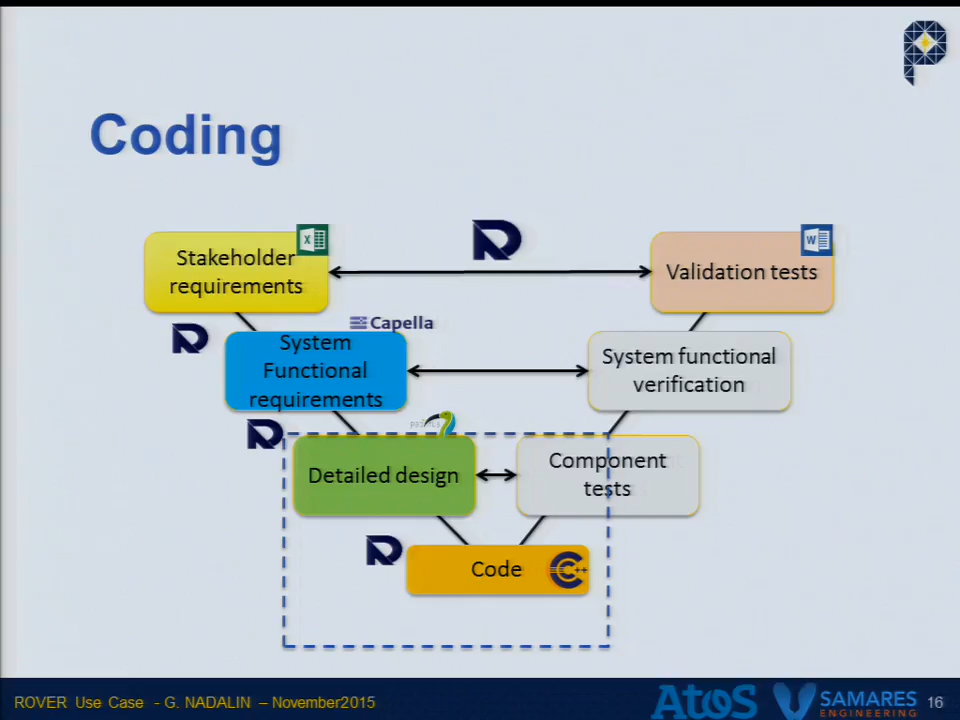 Coding
Stakeholder
requirements
Validation tests
Capella
System
Functional
requirements
System functional
verification
Detailed design
Component
tests
Code
ROVER Use Case - G. NADALIN – November2015
Atos
SAMARES
ENGINEERING
16